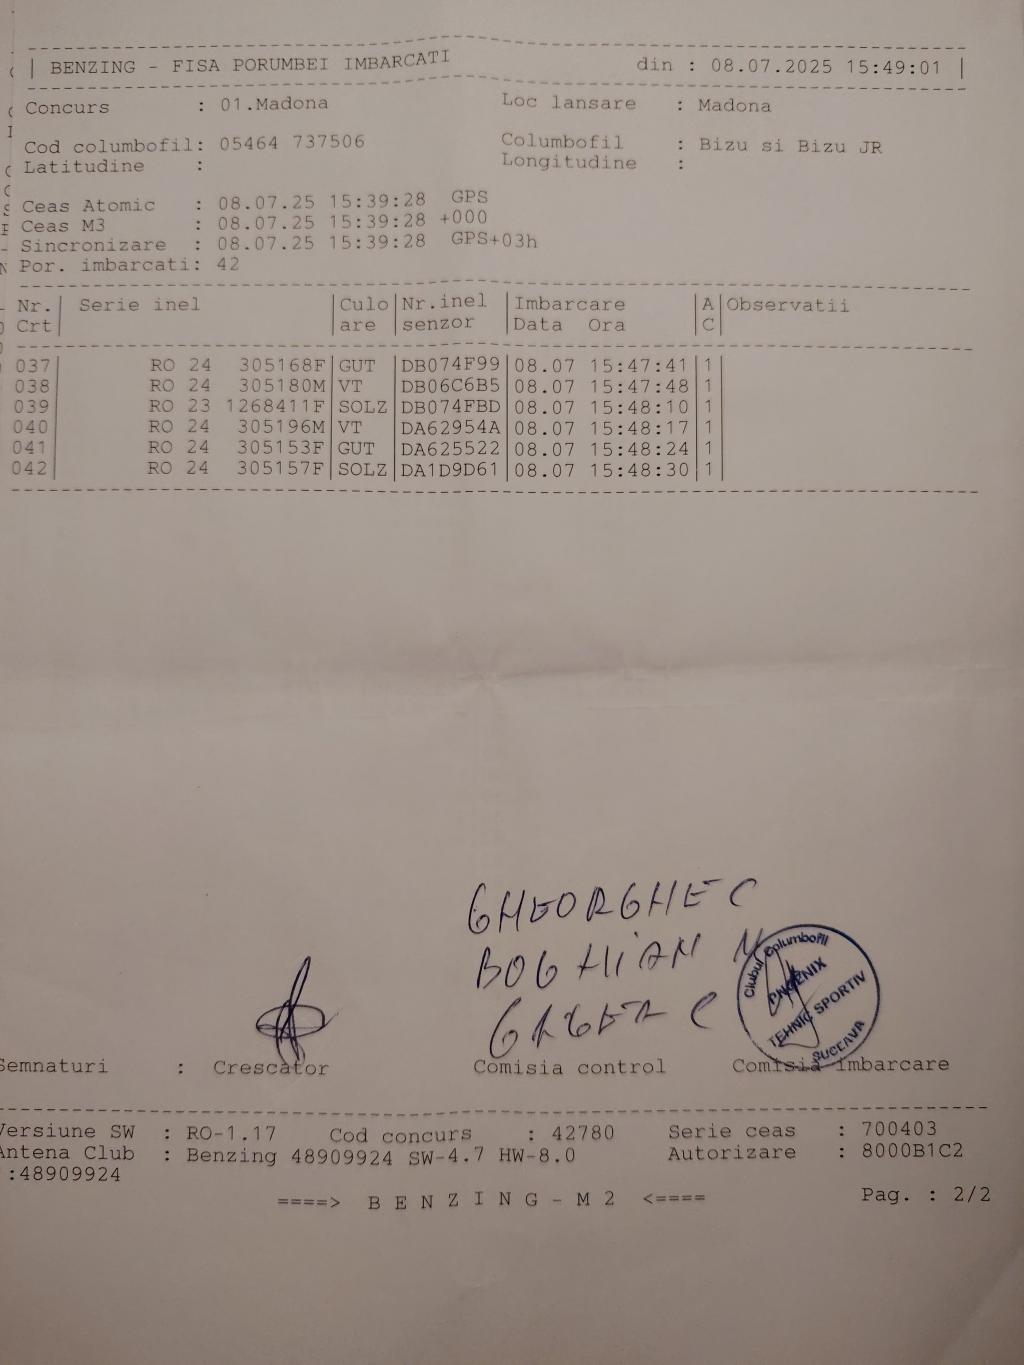 | BENZING - FISA PORUMBEI IMBARCATI din : 08.07.2025 15:49:01 |
Concurs : 01.Madona Loc lansare : Madona
Cod columbofil: 05464 737506 Columbofil : Bizu si Bizu JR
Latitudine : Longitudine :
Ceas Atomic : 08.07.25 15:39:28 GPS
Ceas M3 : 08.07.25 15:39:28 +000
Sincronizare : 08.07.25 15:39:28 GPS+03h
Por. imbarcati: 42
Nr.| Serie inel |Culo|Nr.inel |Imbarcare |A|Observatii
Crt| |are |senzor |Data Ora |C|
037| RO 24 305168F|GUT |DB074F99|08.07 15:47:41|1|
038| RO 24 305180M|VT |DB06C6B5|08.07 15:47:48|1|
039| RO 23 1268411F|SOLZ|DB074FBD|08.07 15:48:10|1|
040| RO 24 305196M|VT |DA62954A|08.07 15:48:17|1|
041| RO 24 305153F|GUT |DA625522|08.07 15:48:24|1|
042| RO 24 305157F|SOLZ|DA1D9D61|08.07 15:48:30|1|
GHEORGHE C
BOGHIAN
Clubul Columbofil
TEHNIC SPORTIV
SUCEAVA
Semnaturi : Crescator Comisia control Comisia imbarcare
Versiune SW : RO-1.17 Cod concurs : 42780 Serie ceas : 700403
Antena Club : Benzing 48909924 SW-4.7 HW-8.0 Autorizare : 8000B1C2
:48909924
====> B E N Z I N G - M 2 <==== Pag. : 2/2